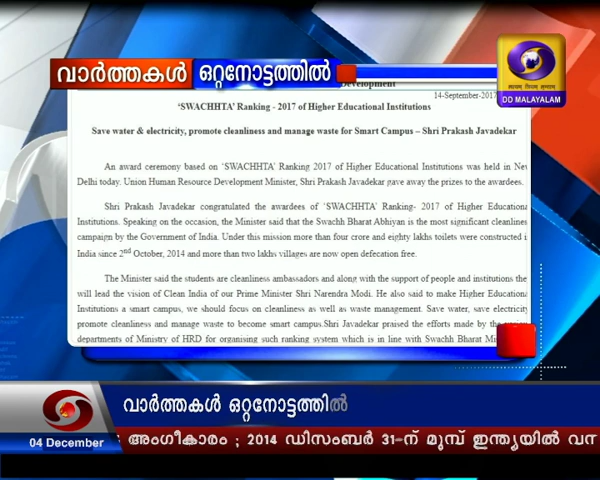 വാർത്തകൾ ഒറ്റനോട്ടത്തിൽ
DD MALAYALAM
Development
14-September-2017
‘SWACHHTA’ Ranking - 2017 of Higher Educational Institutions
Save water & electricity, promote cleanliness and manage waste for Smart Campus – Shri Prakash Javadekar
An award ceremony based on ‘SWACHHTA’ Ranking 2017 of Higher Educational Institutions was held in New
Delhi today. Union Human Resource Development Minister, Shri Prakash Javadekar gave away the prizes to the awardees.
Shri Prakash Javadekar congratulated the awardees of ‘SWACHHTA’ Ranking- 2017 of Higher Educationa
Institutions. Speaking on the occasion, the Minister said that the Swachh Bharat Abhiyan is the most significant cleanlines
campaign by the Government of India. Under this mission more than four crore and eighty lakhs toilets were constructed i
India since 2nd October, 2014 and more than two lakhs villages are now open defecation free.
The Minister said the students are cleanliness ambassadors and along with the support of people and institutions the
will lead the vision of Clean India of our Prime Minister Shri Narendra Modi. He also said to make Higher Educationa
Institutions a smart campus, we should focus on cleanliness as well as waste management. Save water, save electricity
promote cleanliness and manage waste to become smart campus.Shri Javadekar praised the efforts made by the
departments of Ministry of HRD for organising such ranking system which is in line with Swachh Bharat Mi
വാർത്തകൾ ഒറ്റനോട്ടത്തിൽ
04 December
അംഗീകാരം ; 2014 ഡിസംബർ 31-ന് മുമ്പ് ഇന്ത്യയിൽ വന